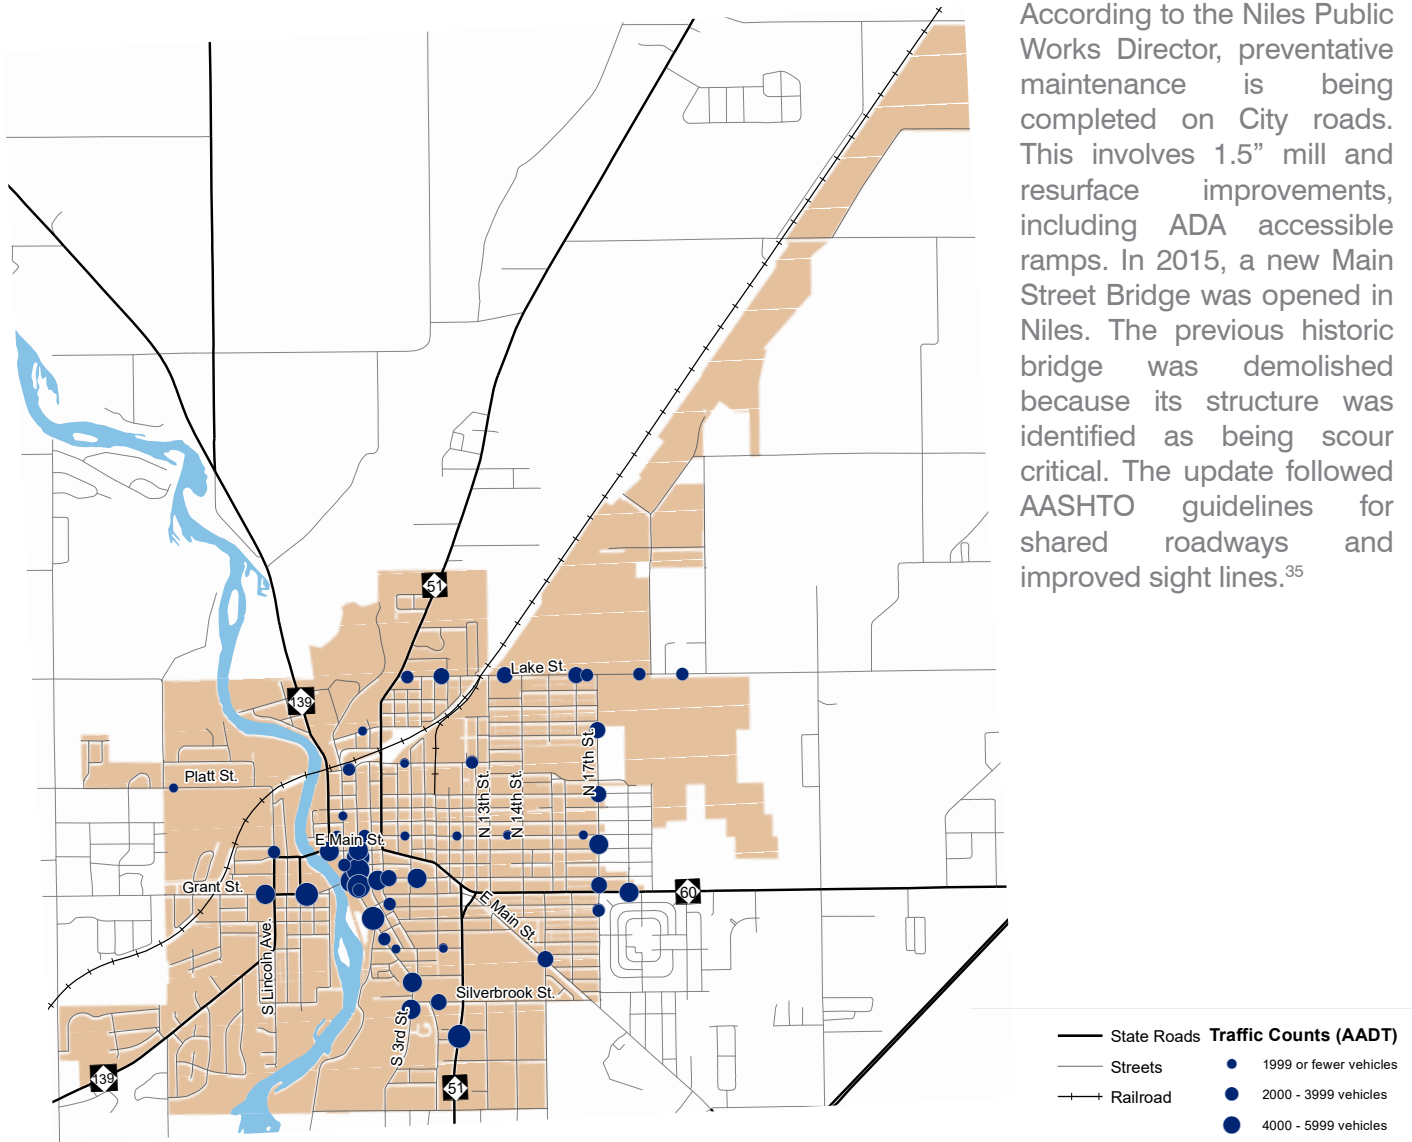 According to the Niles Public
Works Director, preventative
maintenance is being
completed on City roads.
This involves 1.5” mill and
resurface improvements,
including ADA accessible
ramps. In 2015, a new Main
Street Bridge was opened in
Niles. The previous historic
bridge was demolished
because its structure was
identified as being scour
critical. The update followed
AASHTO guidelines for
shared roadways and
improved sight lines.³⁵
51
Lake St.
139
N 17th St.
Platt St.
N 13th St.
N 14th St.
E Main St.
Grant St.
60
E Main St.
S Lincoln Ave.
Silverbrook St.
S 3rd St.
139
51
State Roads
Streets
Railroad
Traffic Counts (AADT)
1999 or fewer vehicles
2000 - 3999 vehicles
4000 - 5999 vehicles